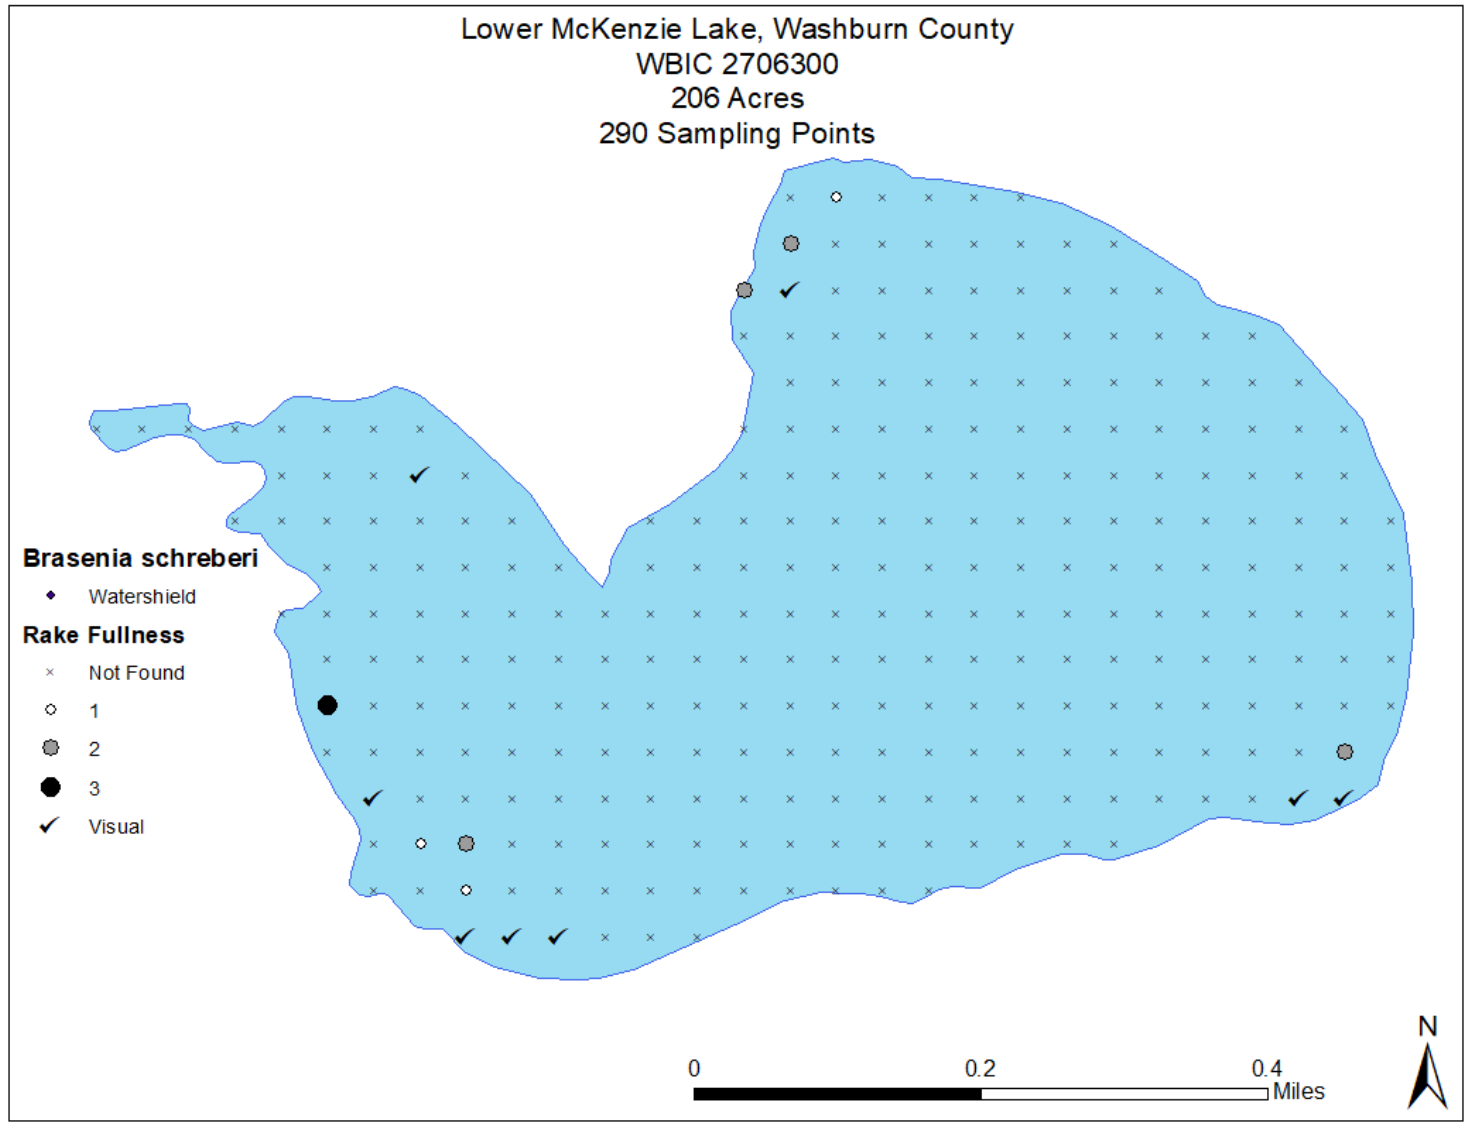 Lower McKenzie Lake, Washburn County
WBIC 2706300
206 Acres
290 Sampling Points
Brasenia schreberi
Watershield
Rake Fullness
Not Found
1
2
3
Visual
N
0 0.2 0.4
Miles